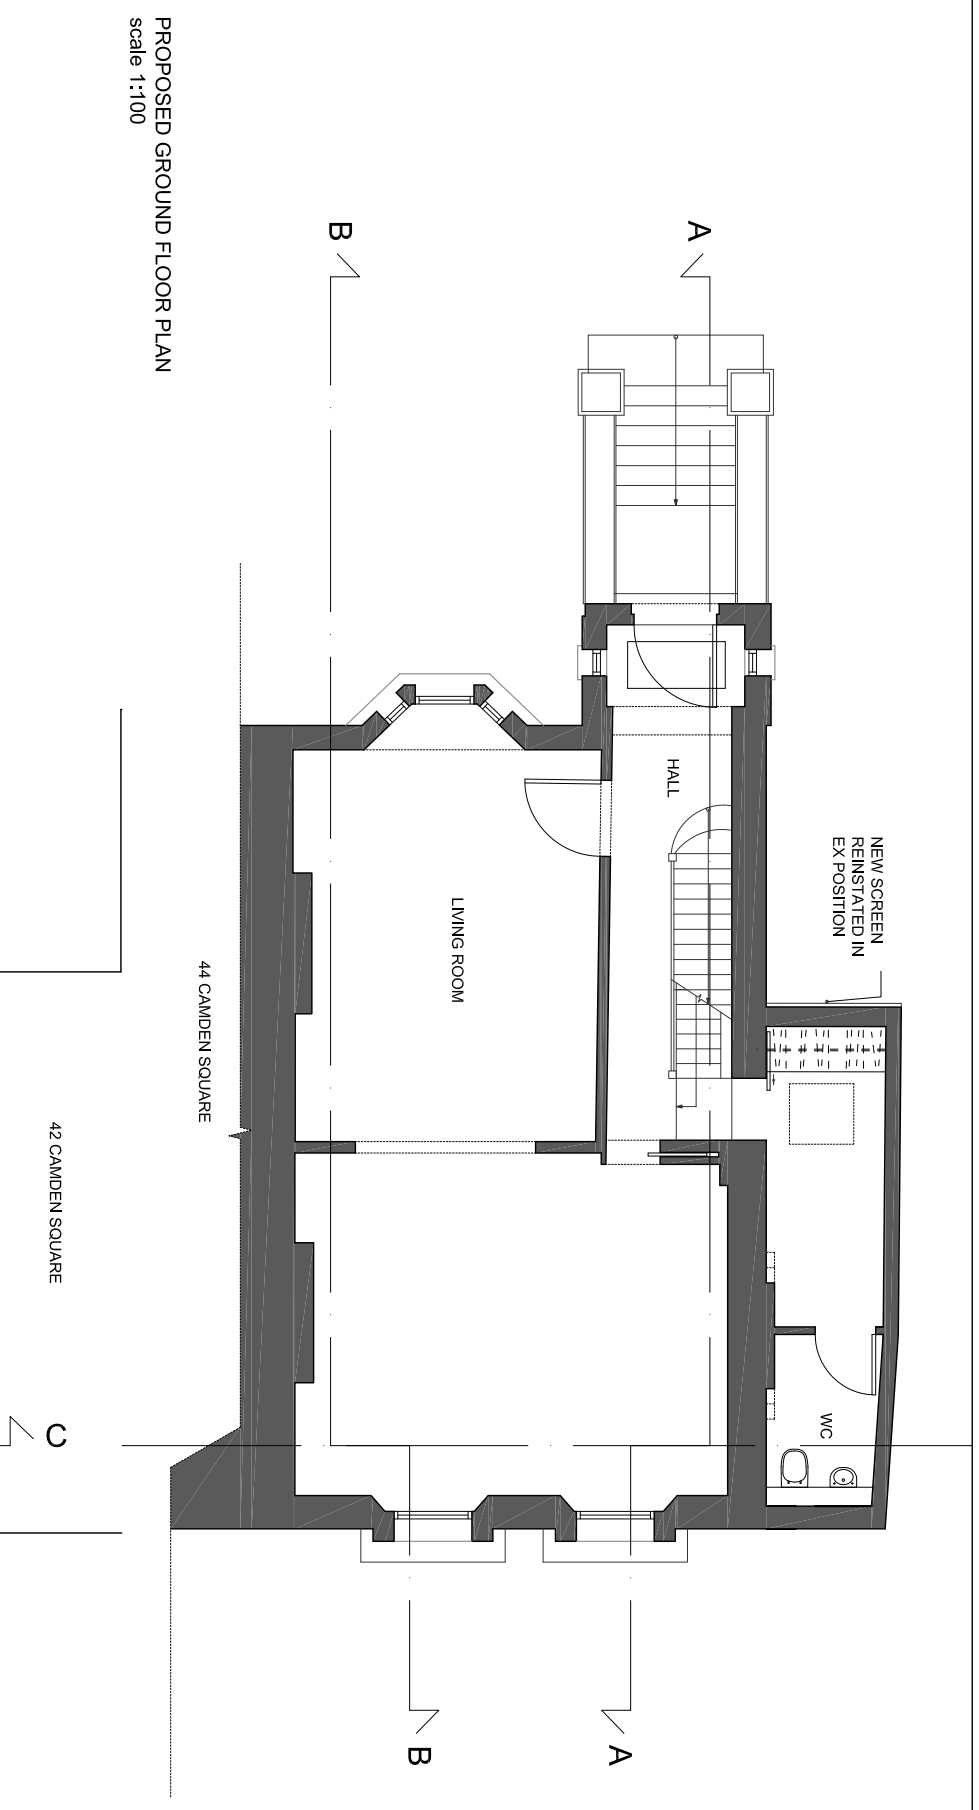 PROPOSED GROUND FLOOR PLAN
scale 1:100
B
A
HALL
NEW SCREEN
REINSTATED IN
EX POSITION
LIVING ROOM
44 CAMDEN SQUARE
42 CAMDEN SQUARE
WC
C
B
A